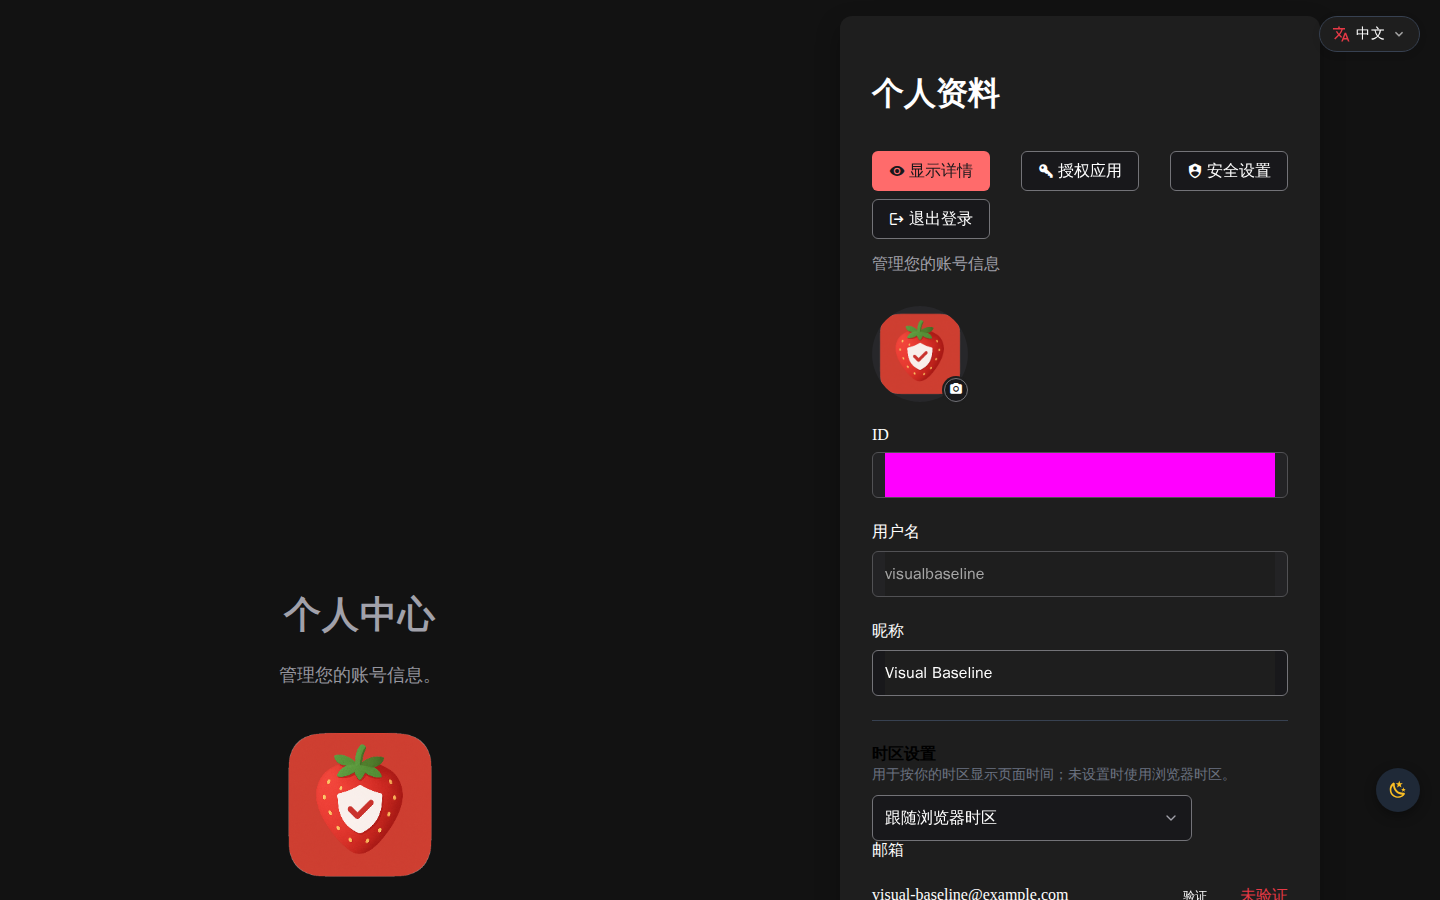 中文
个人资料
显示详情
授权应用
安全设置
退出登录
管理您的账号信息
ID
用户名
visualbaseline
昵称
Visual Baseline
时区设置
用于按你的时区显示页面时间；未设置时使用浏览器时区。
跟随浏览器时区
邮箱
visual-baseline@example.com
验证
未验证
个人中心
管理您的账号信息。